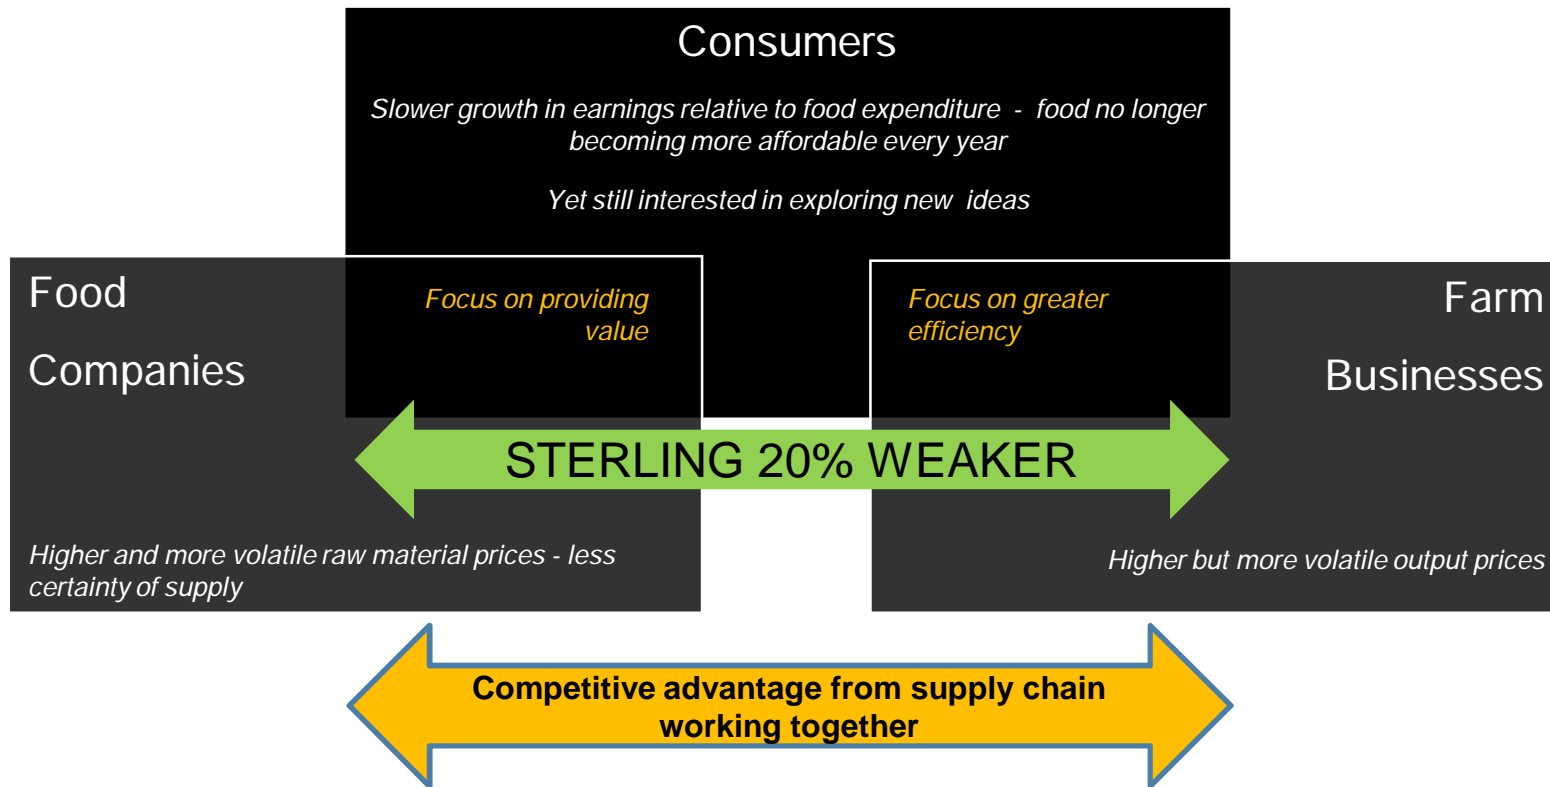 Consumers
Slower growth in earnings relative to food expenditure - food no longer
becoming more affordable every year
Yet still interested in exploring new ideas
Food
Companies
Focus on providing
value
Focus on greater
efficiency
Farm
Businesses
STERLING 20% WEAKER
Higher and more volatile raw material prices - less
certainty of supply
Higher but more volatile output prices
Competitive advantage from supply chain
working together